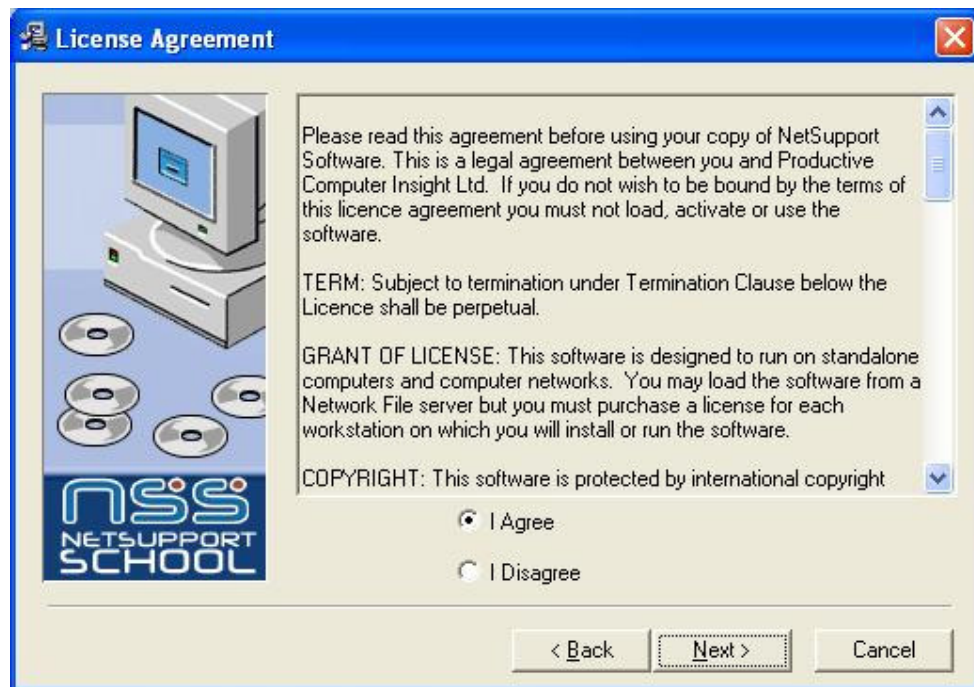 License Agreement
Please read this agreement before using your copy of NetSupport
Software. This is a legal agreement between you and Productive
Computer Insight Ltd. If you do not wish to be bound by the terms of
this licence agreement you must not load, activate or use the
software.
TERM: Subject to termination under Termination Clause below the
Licence shall be perpetual.
GRANT OF LICENSE: This software is designed to run on standalone
computers and computer networks. You may load the software from a
Network File server but you must purchase a license for each
workstation on which you will install or run the software.
COPYRIGHT: This software is protected by international copyright
nss
NETSUPPORT
SCHOOL
I Agree
I Disagree
< Back
Next >
Cancel